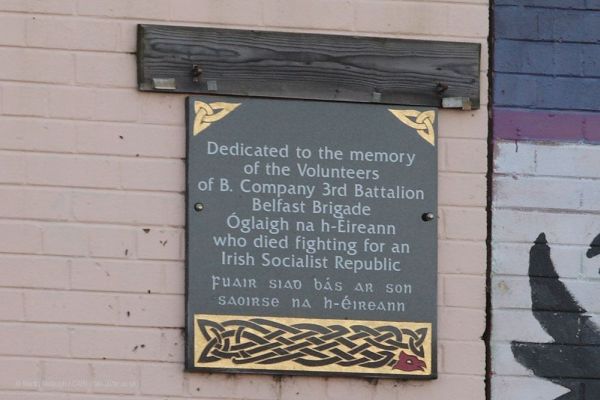 Dedicated to the memory
of the Volunteers
of B. Company 3rd Battalion
Belfast Brigade
Óglaigh na h-Eireann
who died fighting for an
Irish Socialist Republic
Fuair siad bás ar son
saoirse na h-éireann